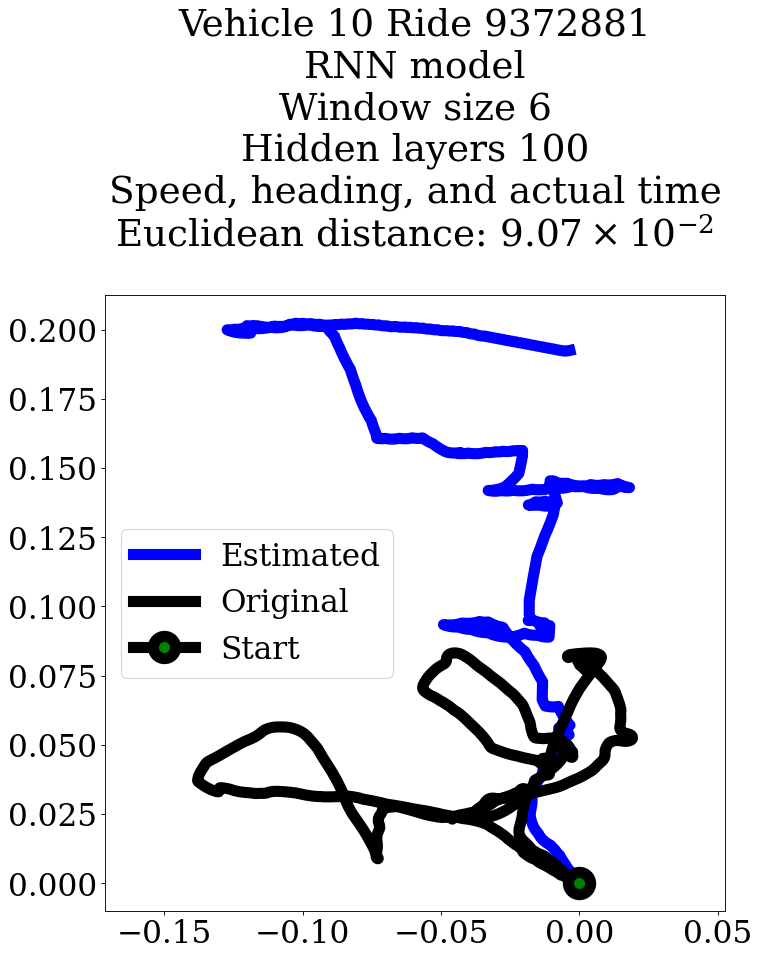 Vehicle 10 Ride 9372881
RNN model
Window size 6
Hidden layers 100
Speed, heading, and actual time
Euclidean distance: 9.07 × 10⁻²
0.200
0.175
0.150
0.125
0.100
0.075
0.050
0.025
0.000
Estimated
Original
Start
−0.15 −0.10 −0.05 0.00 0.05